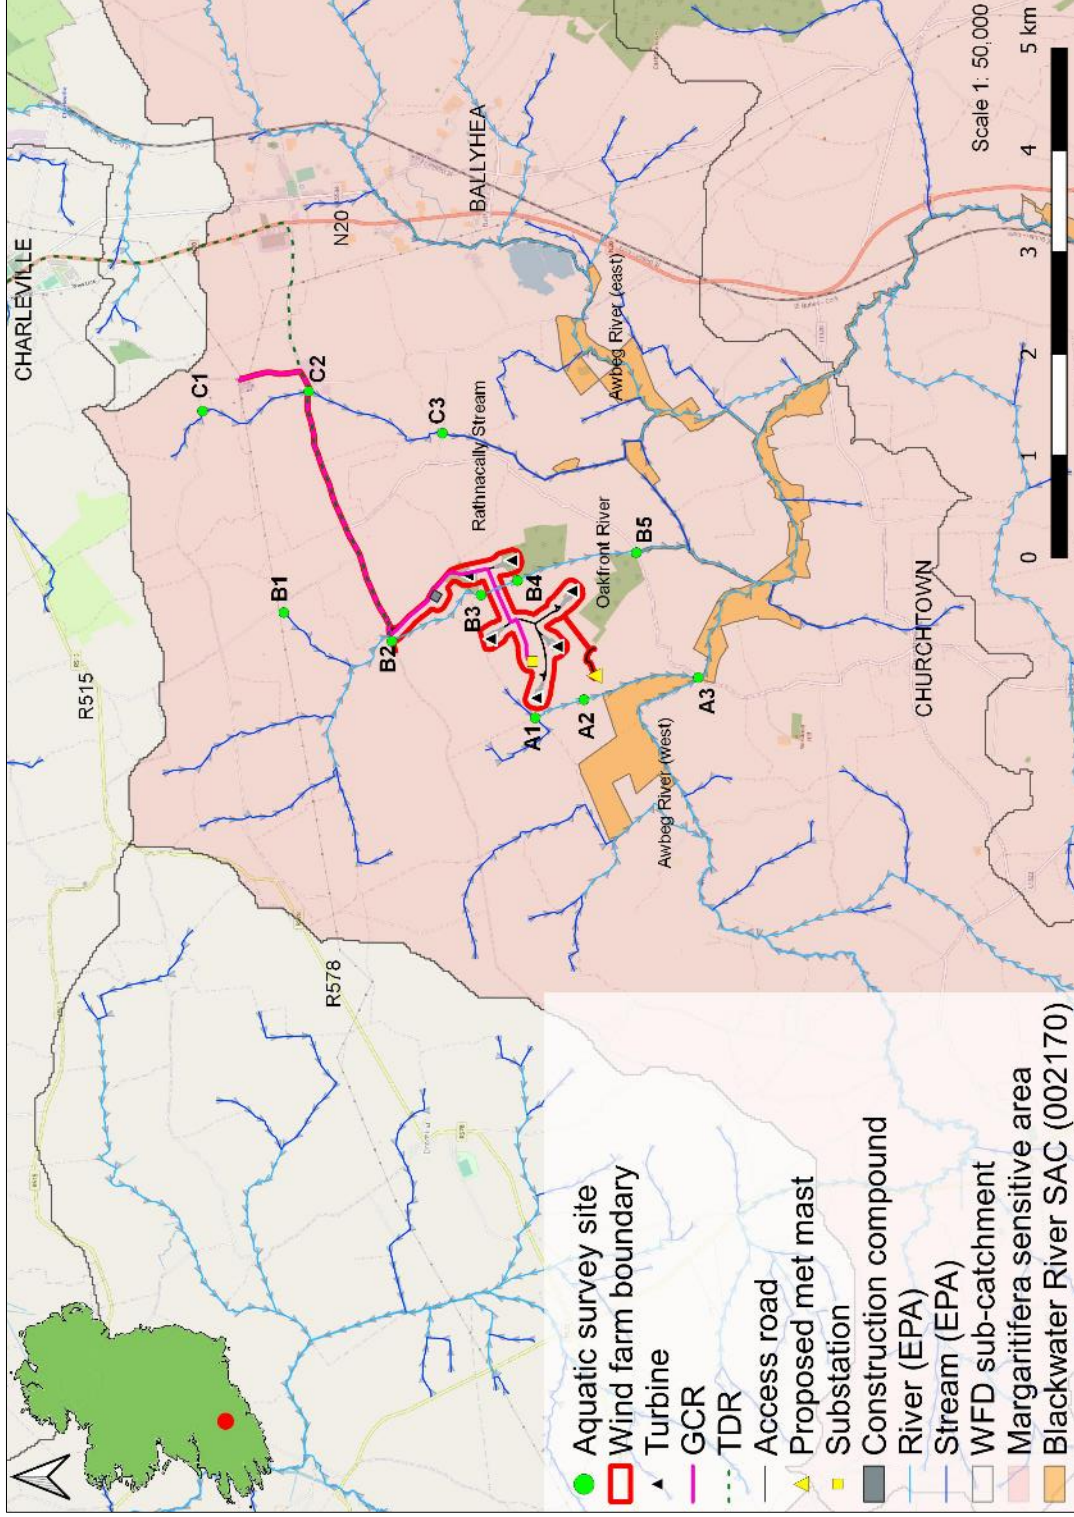 CHARLEVILLE
R515
R578
N20
BALLYHEA
C1
C2
C3
B1
B2
B3
B4
B5
A1
A2
A3
Rathnacally Stream
Oakfront River
Awbeg River (east)
Awbeg River (west)
CHURCHTOWN
Aquatic survey site
Wind farm boundary
Turbine
GCR
TDR
Access road
Proposed met mast
Substation
Construction compound
River (EPA)
Stream (EPA)
WFD sub-catchment
Margaritifera sensitive area
Blackwater River SAC (002170)
Scale 1: 50,000
0 1 2 3 4 5 km